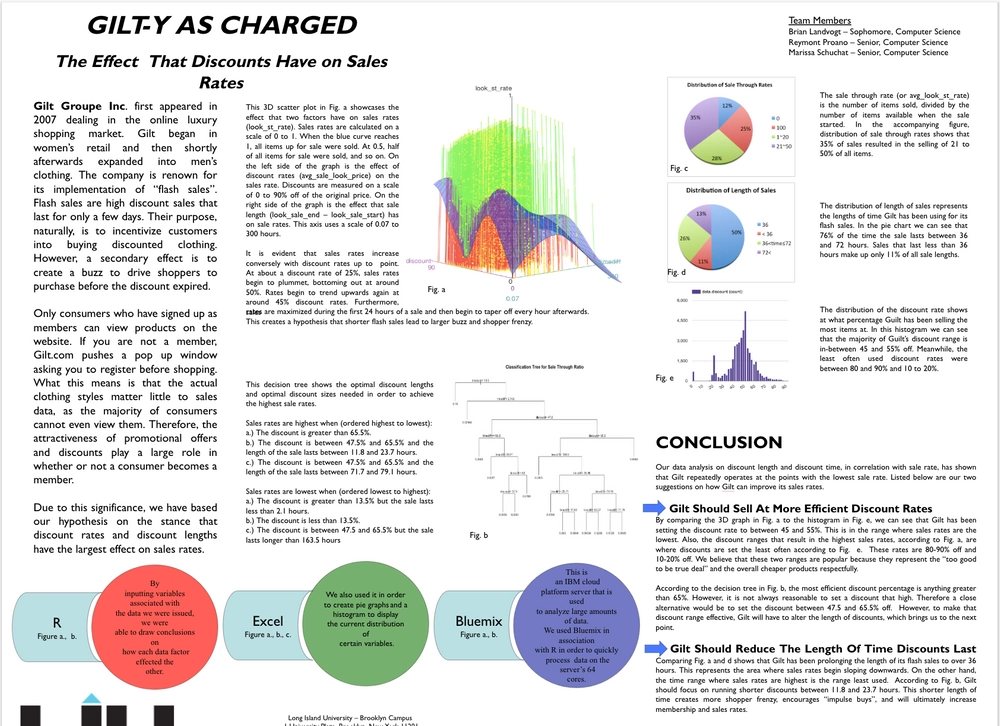 GILT-Y AS CHARGED
The Effect That Discounts Have on Sales
Rates
Team Members
Brian Landvogt – Sophomore, Computer Science
Reymont Proano – Senior, Computer Science
Marissa Schuchat – Senior, Computer Science
Gilt Groupe Inc. first appeared in
2007 dealing in the online luxury
shopping market. Gilt began in
women's retail and then shortly
afterwards expanded into men's
clothing. The company is renown for
its implementation of "flash sales".
Flash sales are high discount sales that
last for only a few days. Their purpose,
naturally, is to incentivize customers
into buying discounted clothing.
However, a secondary effect is to
create a buzz to drive shoppers to
purchase before the discount expired.
Only consumers who have signed up as
members can view products on the
website. If you are not a member,
Gilt.com pushes a pop up window
asking you to register before shopping.
What this means is that the actual
clothing styles matter little to sales
data, as the majority of consumers
cannot even view them. Therefore, the
attractiveness of promotional offers
and discounts play a large role in
whether or not a consumer becomes a
member.
Due to this significance, we have based
our hypothesis on the stance that
discount rates and discount lengths
have the largest effect on sales rates.
This 3D scatter plot in Fig. a showcases the
effect that two factors have on sales rates
(look_st_rate). Sales rates are calculated on a
scale of 0 to 1. When the blue curve reaches
1, all items up for sale were sold. At 0.5, half
of all items for sale were sold, and so on. On
the left side of the graph is the effect of
discount rates (avg_sale_look_price) on the
sales rate. Discounts are measured on a scale
of 0 to 90% off of the original price. On the
right side of the graph is the effect that sale
length (look_sale_end – look_sale_start) has
on sale rates. This axis uses a scale of 0.07 to
300 hours.
It is evident that sales rates increase
conversely with discount rates up to point.
At about a discount rate of 25%, sales rates
begin to plummet, bottoming out at around
50%. Rates begin to trend upwards again at
around 45% discount rates. Furthermore,
rates are maximized during the first 24 hours of a sale and then begin to taper off every hour afterwards.
This creates a hypothesis that shorter flash sales lead to larger buzz and shopper frenzy.
look_st_rate
1
discount
90
0
0
0.07
Fig. a
This decision tree shows the optimal discount lengths
and optimal discount sizes needed in order to achieve
the highest sale rates.
Sales rates are highest when (ordered highest to lowest):
a.) The discount is greater than 65.5%.
b.) The discount is between 47.5% and 65.5% and the
length of the sale lasts between 11.8 and 23.7 hours.
c.) The discount is between 47.5% and 65.5% and the
length of the sale lasts between 71.7 and 79.1 hours.
Sales rates are lowest when (ordered lowest to highest):
a.) The discount is greater than 13.5% but the sale lasts
less than 2.1 hours.
b.) The discount is less than 13.5%.
c.) The discount is between 47.5 and 65.5% but the sale
lasts longer than 163.5 hours
Classification Tree for Sale Through Ratio
Fig. b
Distribution of Sale Through Rates
12%
25%
28%
35%
0
100
1~20
21~50
Fig. c
The sale through rate (or avg_look_st_rate)
is the number of items sold, divided by the
number of items available when the sale
started. In the accompanying figure,
distribution of sale through rates shows that
35% of sales resulted in the selling of 21 to
50% of all items.
Distribution of Length of Sales
13%
50%
26%
11%
36
< 36
36<time≤72
72<
Fig. d
The distribution of length of sales represents
the lengths of time Gilt has been using for its
flash sales. In the pie chart we can see that
76% of the time the sale lasts between 36
and 72 hours. Sales that last less than 36
hours make up only 11% of all sale lengths.
data.discount (count)
6,000
4,500
3,000
1,500
0
Fig. e
The distribution of the discount rate shows
at what percentage Guilt has been selling the
most items at. In this histogram we can see
that the majority of Guilt's discount range is
in-between 45 and 55% off. Meanwhile, the
least often used discount rates were
between 80 and 90% and 10 to 20%.
CONCLUSION
Our data analysis on discount length and discount time, in correlation with sale rate, has shown
that Gilt repeatedly operates at the points with the lowest sale rate. Listed below are our two
suggestions on how Gilt can improve its sales rates.
Gilt Should Sell At More Efficient Discount Rates
By comparing the 3D graph in Fig. a to the histogram in Fig. e, we can see that Gilt has been
setting the discount rate to between 45 and 55%. This is in the range where sales rates are the
lowest. Also, the discount ranges that result in the highest sales rates, according to Fig. a, are
where discounts are set the least often according to Fig. e. These rates are 80-90% off and
10-20% off. We believe that these two ranges are popular because they represent the "too good
to be true deal" and the overall cheaper products respectfully.
According to the decision tree in Fig. b, the most efficient discount percentage is anything greater
than 65%. However, it is not always reasonable to set a discount that high. Therefore a close
alternative would be to set the discount between 47.5 and 65.5% off. However, to make that
discount range effective, Gilt will have to alter the length of discounts, which brings us to the next
point.
Gilt Should Reduce The Length Of Time Discounts Last
Comparing Fig. a and d shows that Gilt has been prolonging the length of its flash sales to over 36
hours. This represents the area where sales rates begin sloping downwards. On the other hand,
the time range where sales rates are highest is the range least used. According to Fig. b, Gilt
should focus on running shorter discounts between 11.8 and 23.7 hours. This shorter length of
time creates more shopper frenzy, encourages "impulse buys", and will ultimately increase
membership and sales rates.
R
Figure a., b.
By
inputting variables
associated with
the data we were issued,
we were
able to draw conclusions
on
how each data factor
effected the
other.
Excel
Figure a., b., c.
We also used it in order
to create pie graphs and a
histogram to display
the current distribution
of
certain variables.
Bluemix
Figure a., b.
This is
an IBM cloud
platform server that is
used
to analyze large amounts
of data.
We used Bluemix in
association
with R in order to quickly
process data on the
server's 64
cores.
Long Island University – Brooklyn Campus